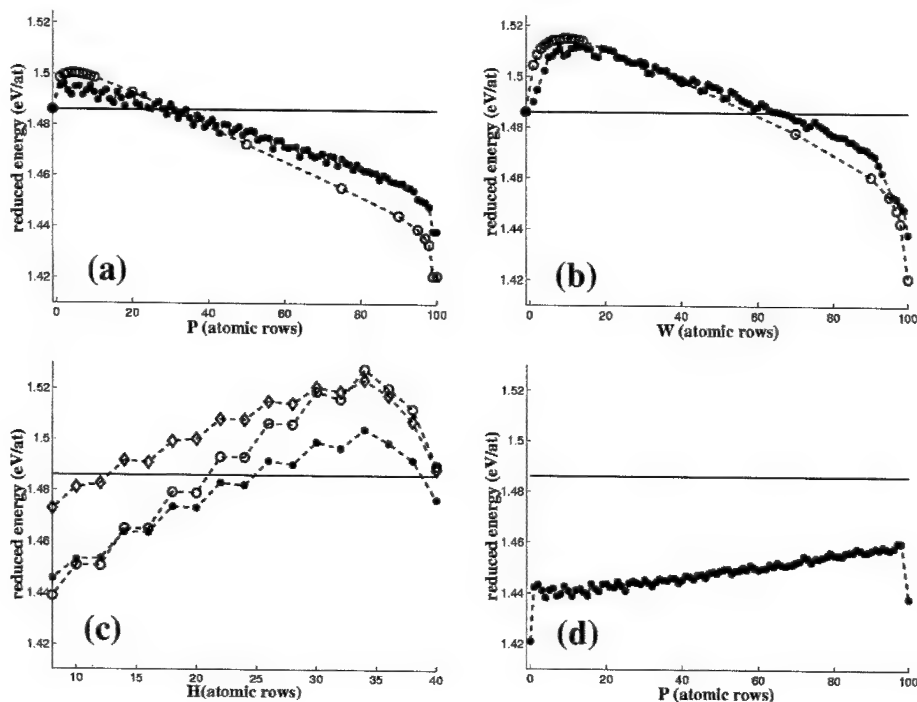 1.52
1.5
1.48
1.46
1.44
1.42
reduced energy (eV/at)
(a)
0 20 40 60 80 100
P (atomic rows)
1.52
1.5
1.48
1.46
1.44
1.42
reduced energy (eV/at)
(b)
0 20 40 60 80 100
W (atomic rows)
1.52
1.5
1.48
1.46
1.44
1.42
reduced energy (eV/at)
(c)
10 15 20 25 30 35 40
H(atomic rows)
1.52
1.5
1.48
1.46
1.44
1.42
reduced energy (eV/at)
(d)
0 20 40 60 80 100
P (atomic rows)